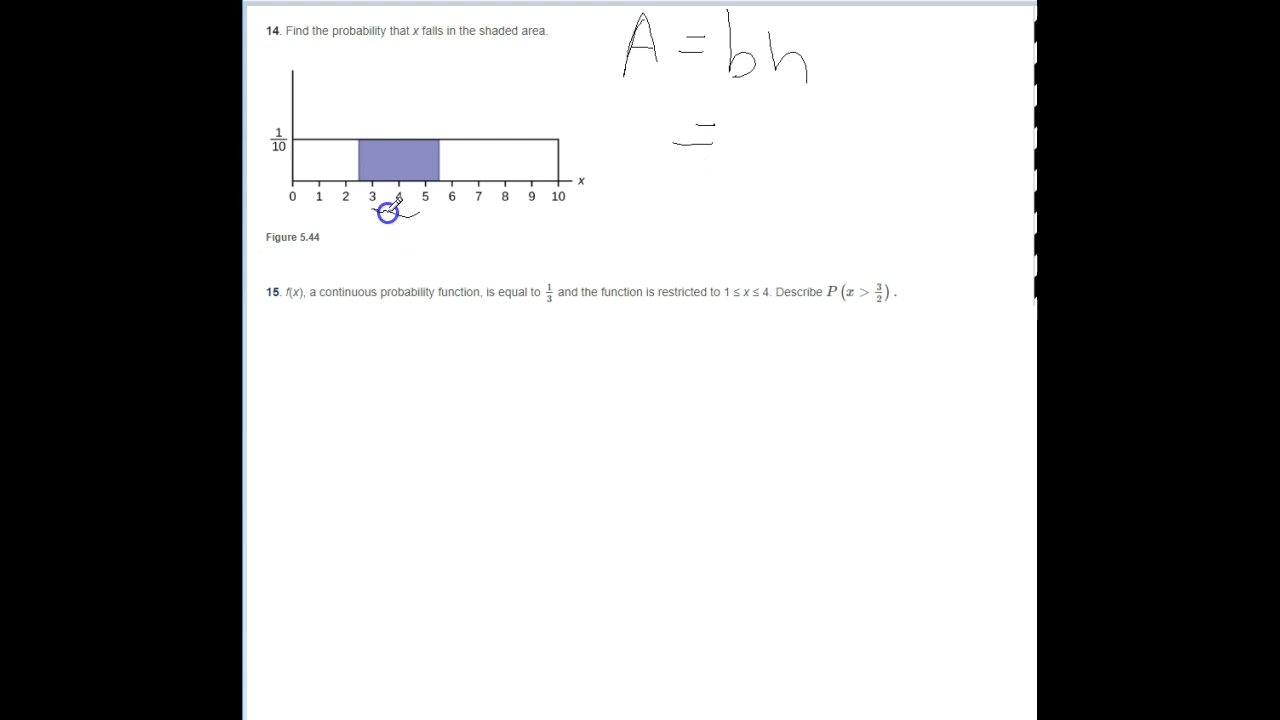 14. Find the probability that x falls in the shaded area.
A = bh
=
1
10
0 1 2 3 4 5 6 7 8 9 10 x
Figure 5.44
15. f(x), a continuous probability function, is equal to 1/3 and the function is restricted to 1 ≤ x ≤ 4. Describe P(x > 3/2).